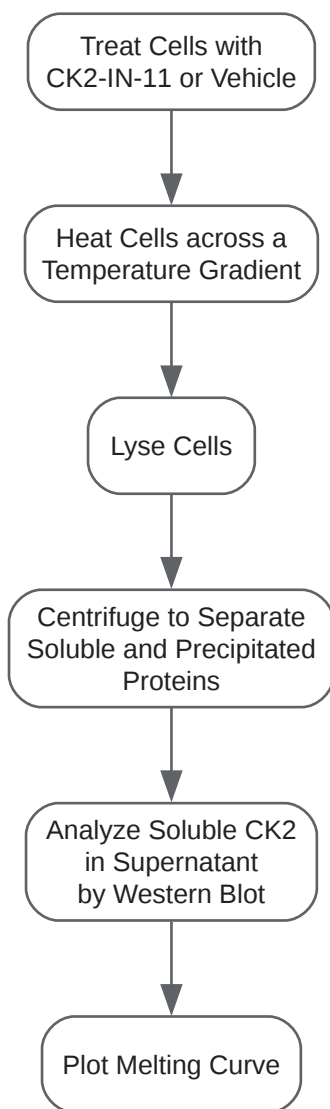 Treat Cells with
CK2-IN-11 or Vehicle
Heat Cells across a
Temperature Gradient
Lyse Cells
Centrifuge to Separate
Soluble and Precipitated
Proteins
Analyze Soluble CK2
in Supernatant
by Western Blot
Plot Melting Curve